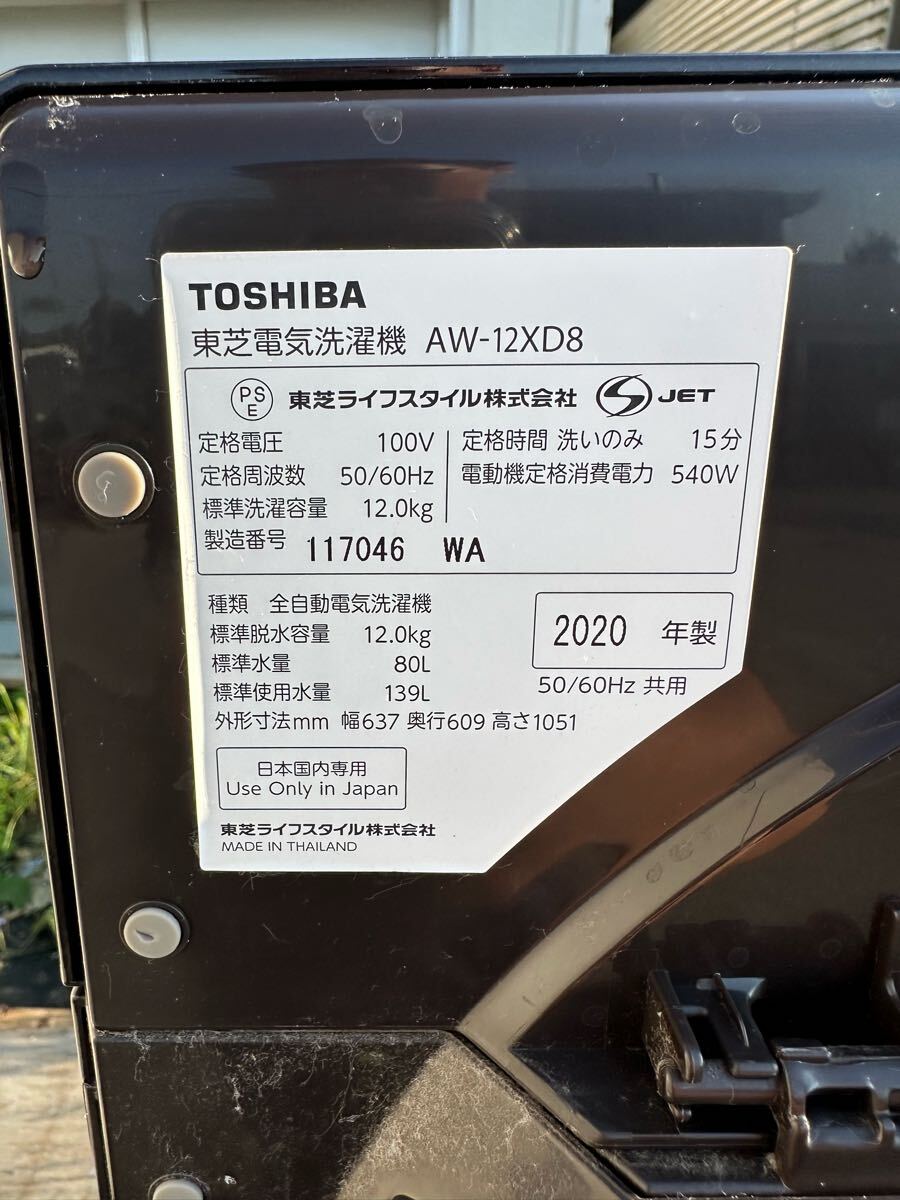 TOSHIBA
東芝電気洗濯機 AW-12XD8
PS E 東芝ライフスタイル株式会社 S JET
定格電圧 100V 定格時間 洗いのみ 15分
定格周波数 50/60Hz 電動機定格消費電力 540W
標準洗濯容量 12.0kg
製造番号 117046 WA
種類 全自動電気洗濯機
標準脱水容量 12.0kg
2020 年製
標準水量 80L
50/60Hz 共用
標準使用水量 139L
外形寸法mm 幅637 奥行609 高さ1051
日本国内専用
Use Only in Japan
東芝ライフスタイル株式会社
MADE IN THAILAND